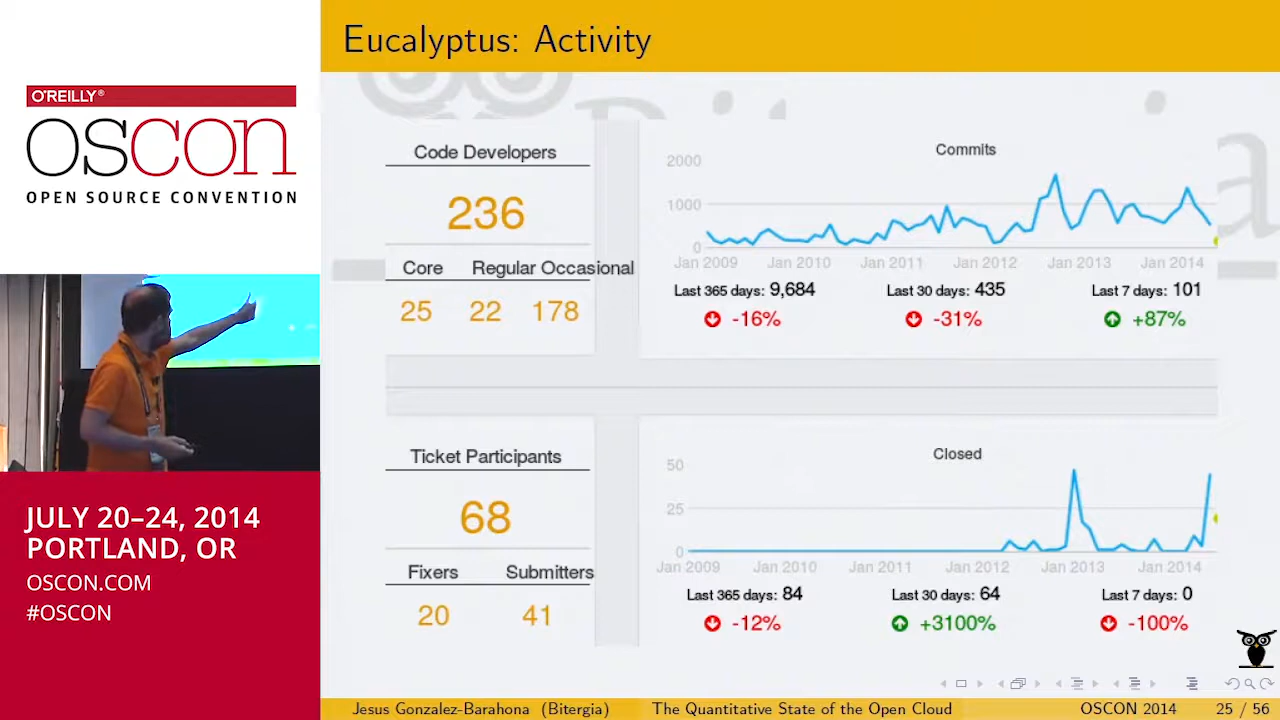 O'REILLY®
OSCON
OPEN SOURCE CONVENTION
JULY 20–24, 2014
PORTLAND, OR
OSCON.COM
#OSCON
Eucalyptus: Activity
Code Developers
236
Core Regular Occasional
25 22 178
Commits
2000
1000
0
Jan 2009 Jan 2010 Jan 2011 Jan 2012 Jan 2013 Jan 2014
Last 365 days: 9,684 Last 30 days: 435 Last 7 days: 101
-16% -31% +87%
Ticket Participants
68
Fixers Submitters
20 41
Closed
50
25
0
Jan 2009 Jan 2010 Jan 2011 Jan 2012 Jan 2013 Jan 2014
Last 365 days: 84 Last 30 days: 64 Last 7 days: 0
-12% +3100% -100%
Jesus Gonzalez-Barahona (Bitergia) The Quantitative State of the Open Cloud OSCON 2014 25 / 56